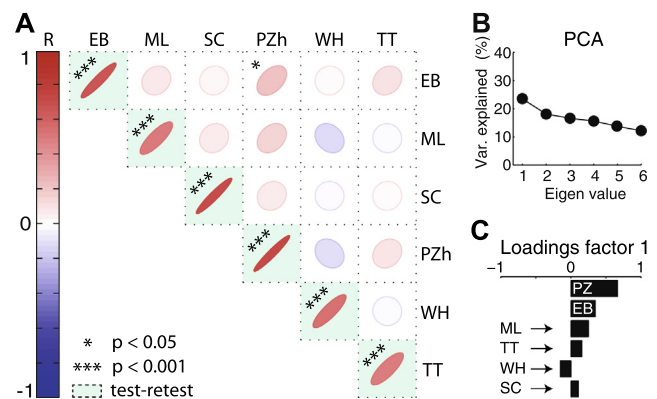 A
R EB ML SC PZh WH TT
1
0
-1
*** * EB
*** ML
*** SC
*** PZh
*** WH
*** TT
* p < 0.05
*** p < 0.001
test-retest
B
PCA
Var. explained (%)
40
30
20
10
0
1 2 3 4 5 6
Eigen value
C
Loadings factor 1
−1 0 1
PZ
EB
ML
TT
WH
SC